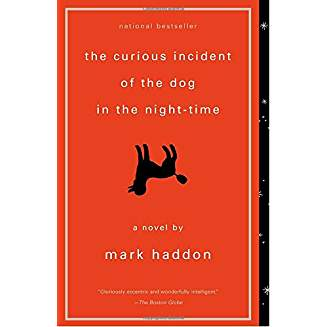 national bestseller
the curious incident
of the dog
in the night-time
a novel by
mark haddon
"Gloriously eccentric and wonderfully intelligent."
—The Boston Globe